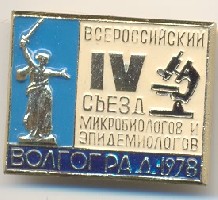 ВСЕРОССИЙСКИЙ
IV
СЪЕЗД
МИКРОБИОЛОГОВ И
ЭПИДЕМИОЛОГОВ
ВОЛГОГРАД-1978